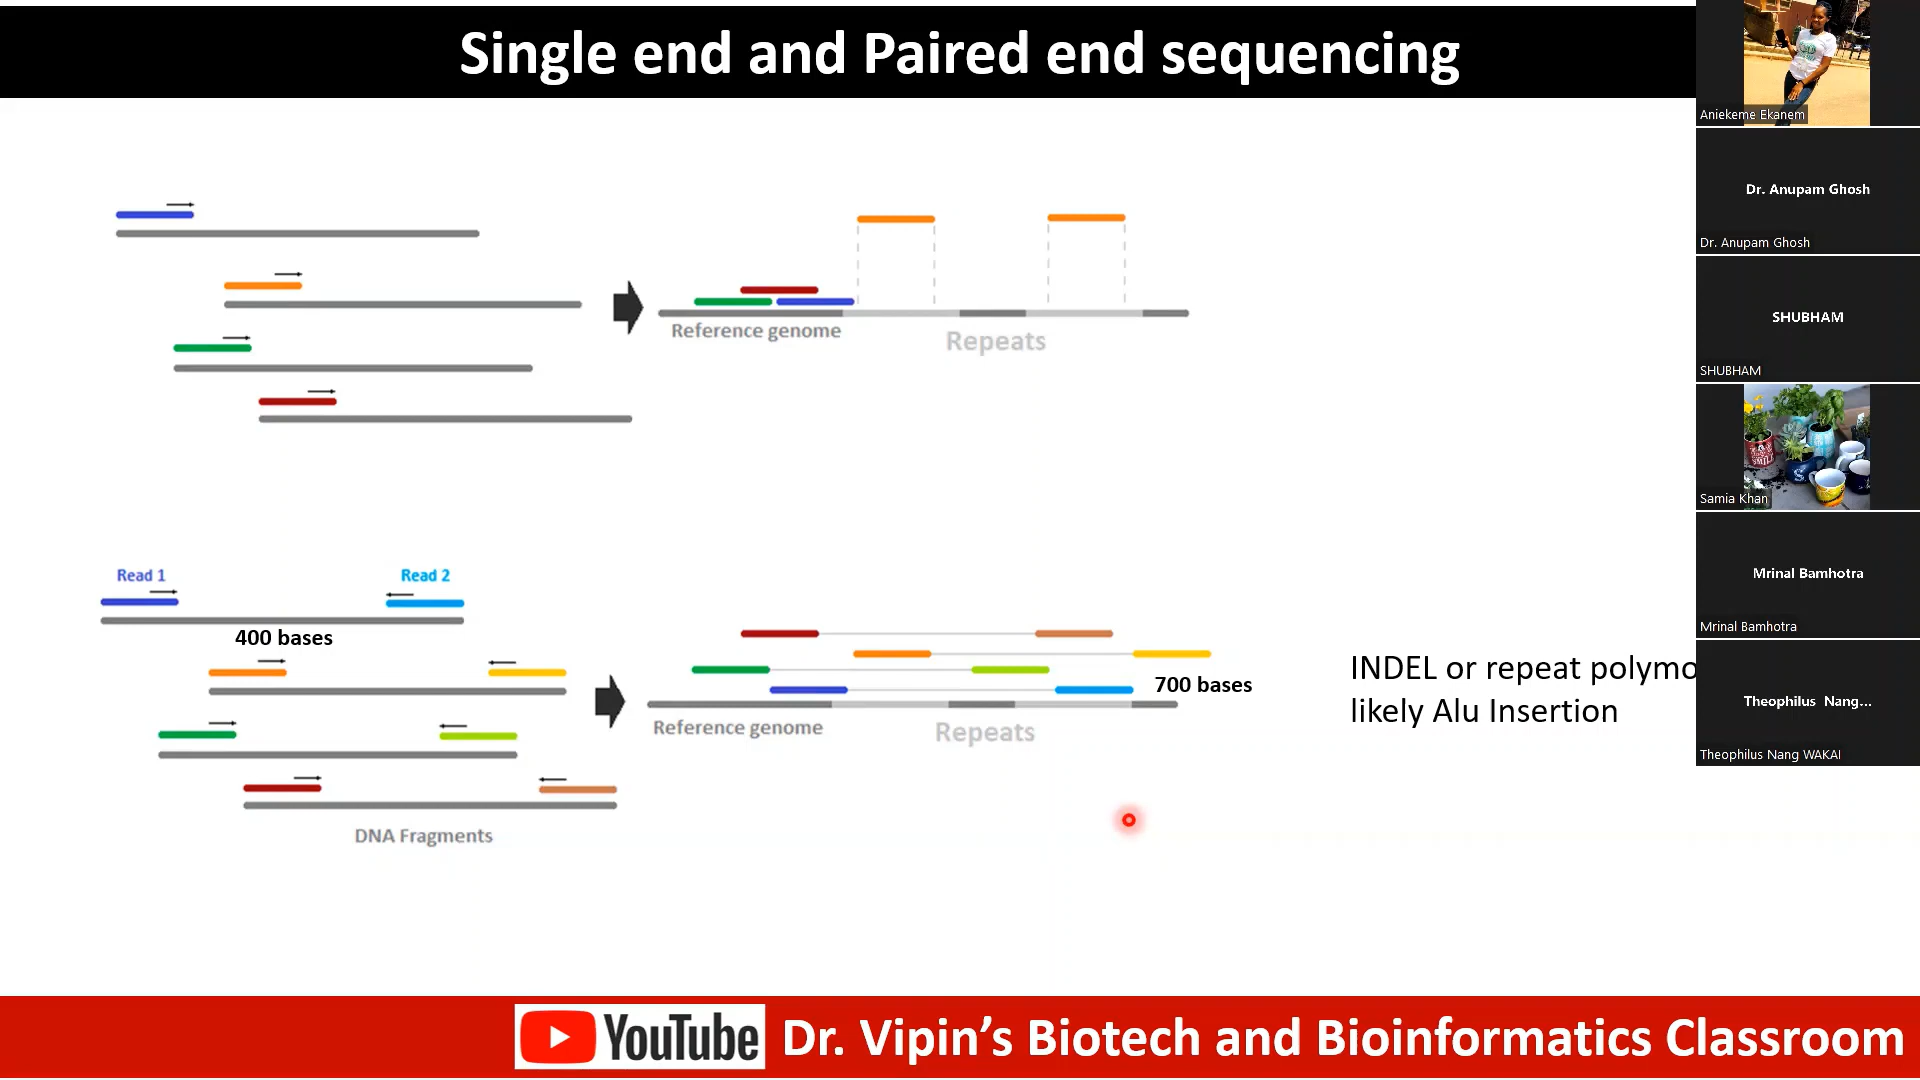 Single end and Paired end sequencing
Reference genome
Repeats
Read 1
Read 2
400 bases
DNA Fragments
700 bases
Reference genome
Repeats
INDEL or repeat polymo
likely Alu Insertion
Aniekeme Ekanem
Dr. Anupam Ghosh
Dr. Anupam Ghosh
SHUBHAM
SHUBHAM
Samia Khan
Mrinal Bamhotra
Mrinal Bamhotra
Theophilus Nang...
Theophilus Nang WAKAI
YouTube Dr. Vipin’s Biotech and Bioinformatics Classroom